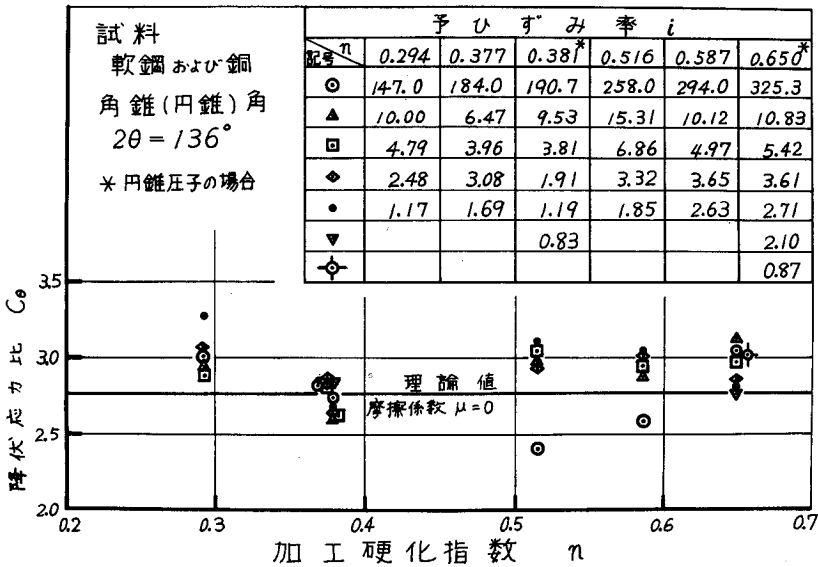 試料
軟鋼および銅
角錐(円錐)角
2θ = 136°
* 円錐圧子の場合
予ひずみ率 i
記号 n 0.294 0.377 0.381* 0.516 0.587 0.650*
147.0 184.0 190.7 258.0 294.0 325.3
10.00 6.47 9.53 15.31 10.12 10.83
4.79 3.96 3.81 6.86 4.97 5.42
2.48 3.08 1.91 3.32 3.65 3.61
1.17 1.69 1.19 1.85 2.63 2.71
0.83 2.10
0.87
降伏応力比 Cθ
3.5
3.0
2.5
2.0
理論値
摩擦係数 μ=0
0.2 0.3 0.4 0.5 0.6 0.7
加工硬化指数 n